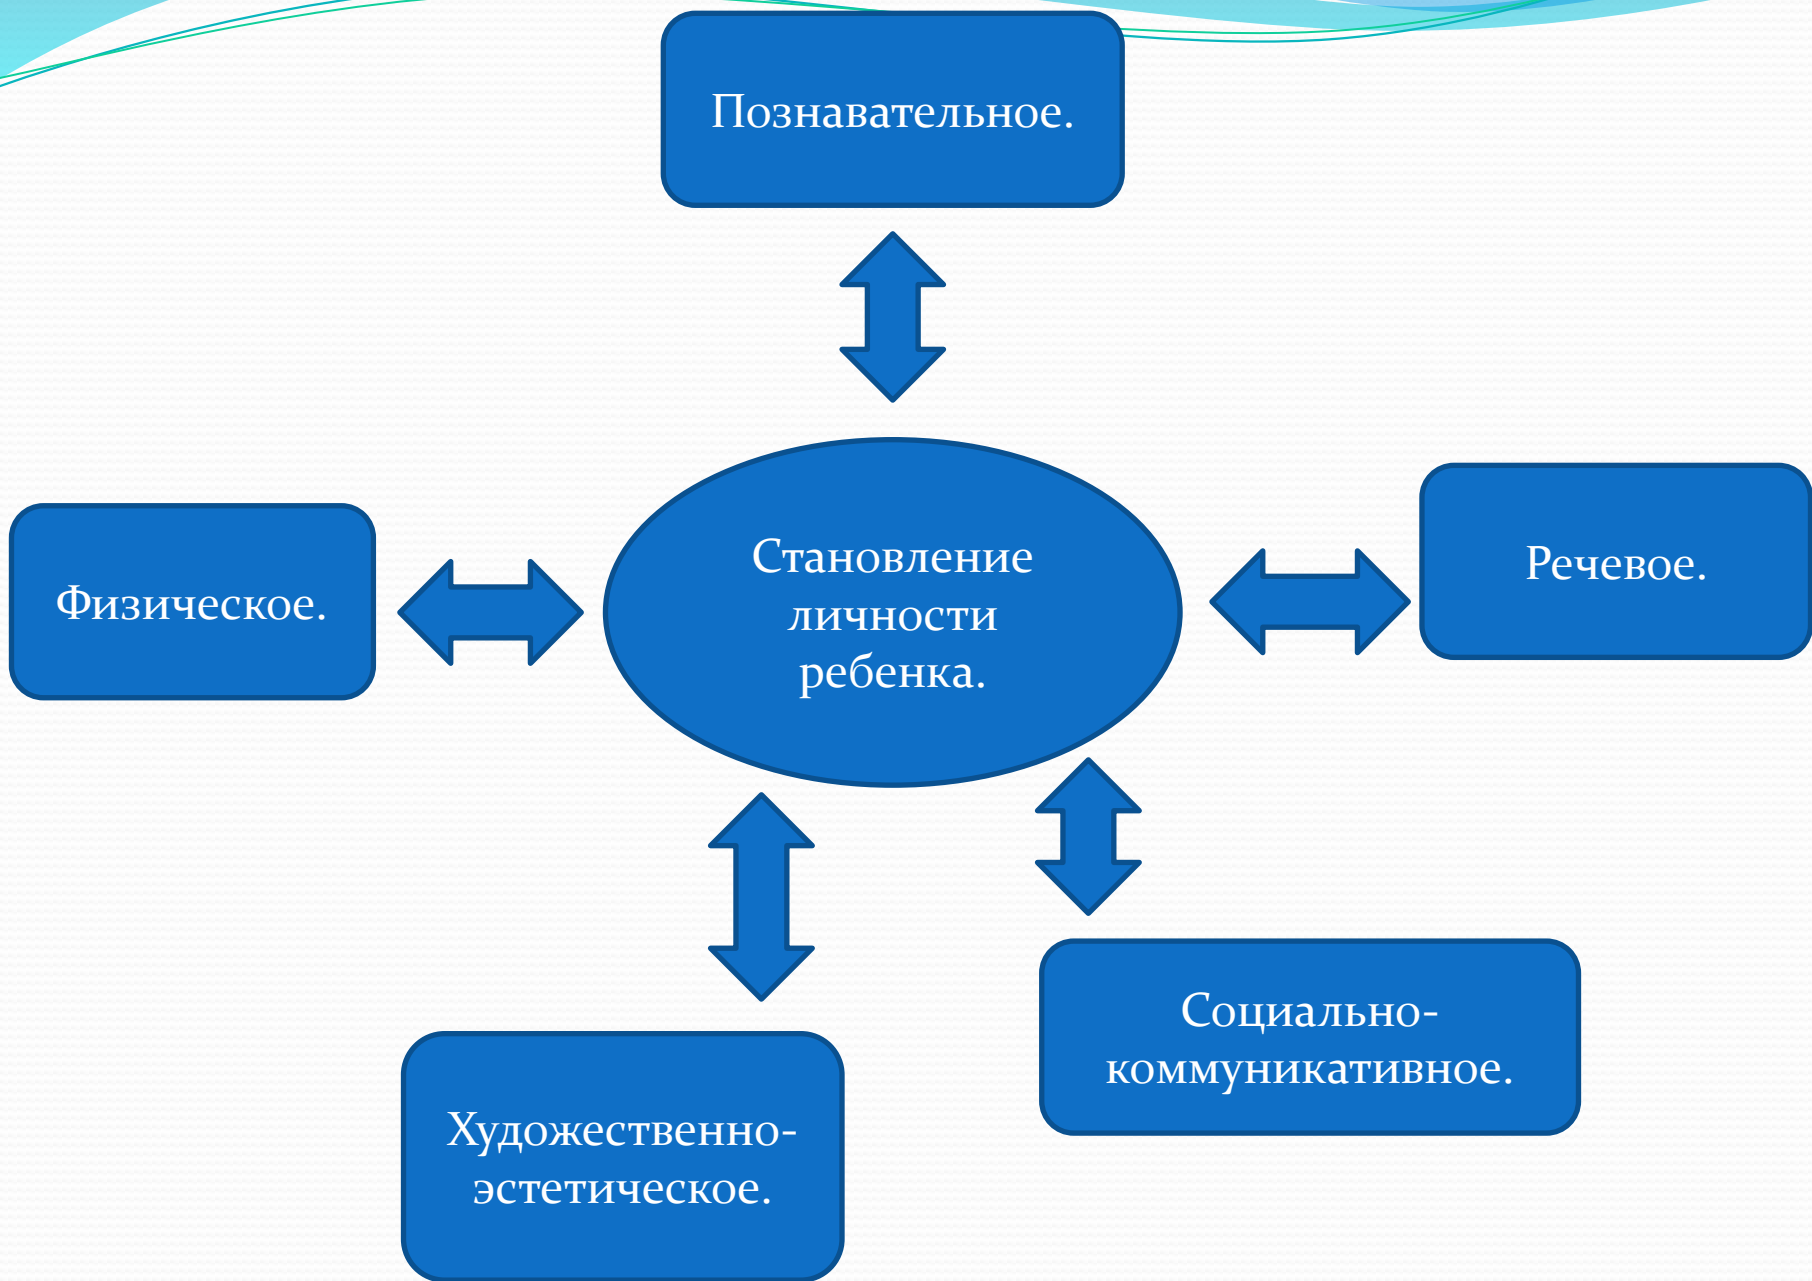 Познавательное.
Физическое.
Становление
личности
ребенка.
Речевое.
Социально-
коммуникативное.
Художественно-
эстетическое.